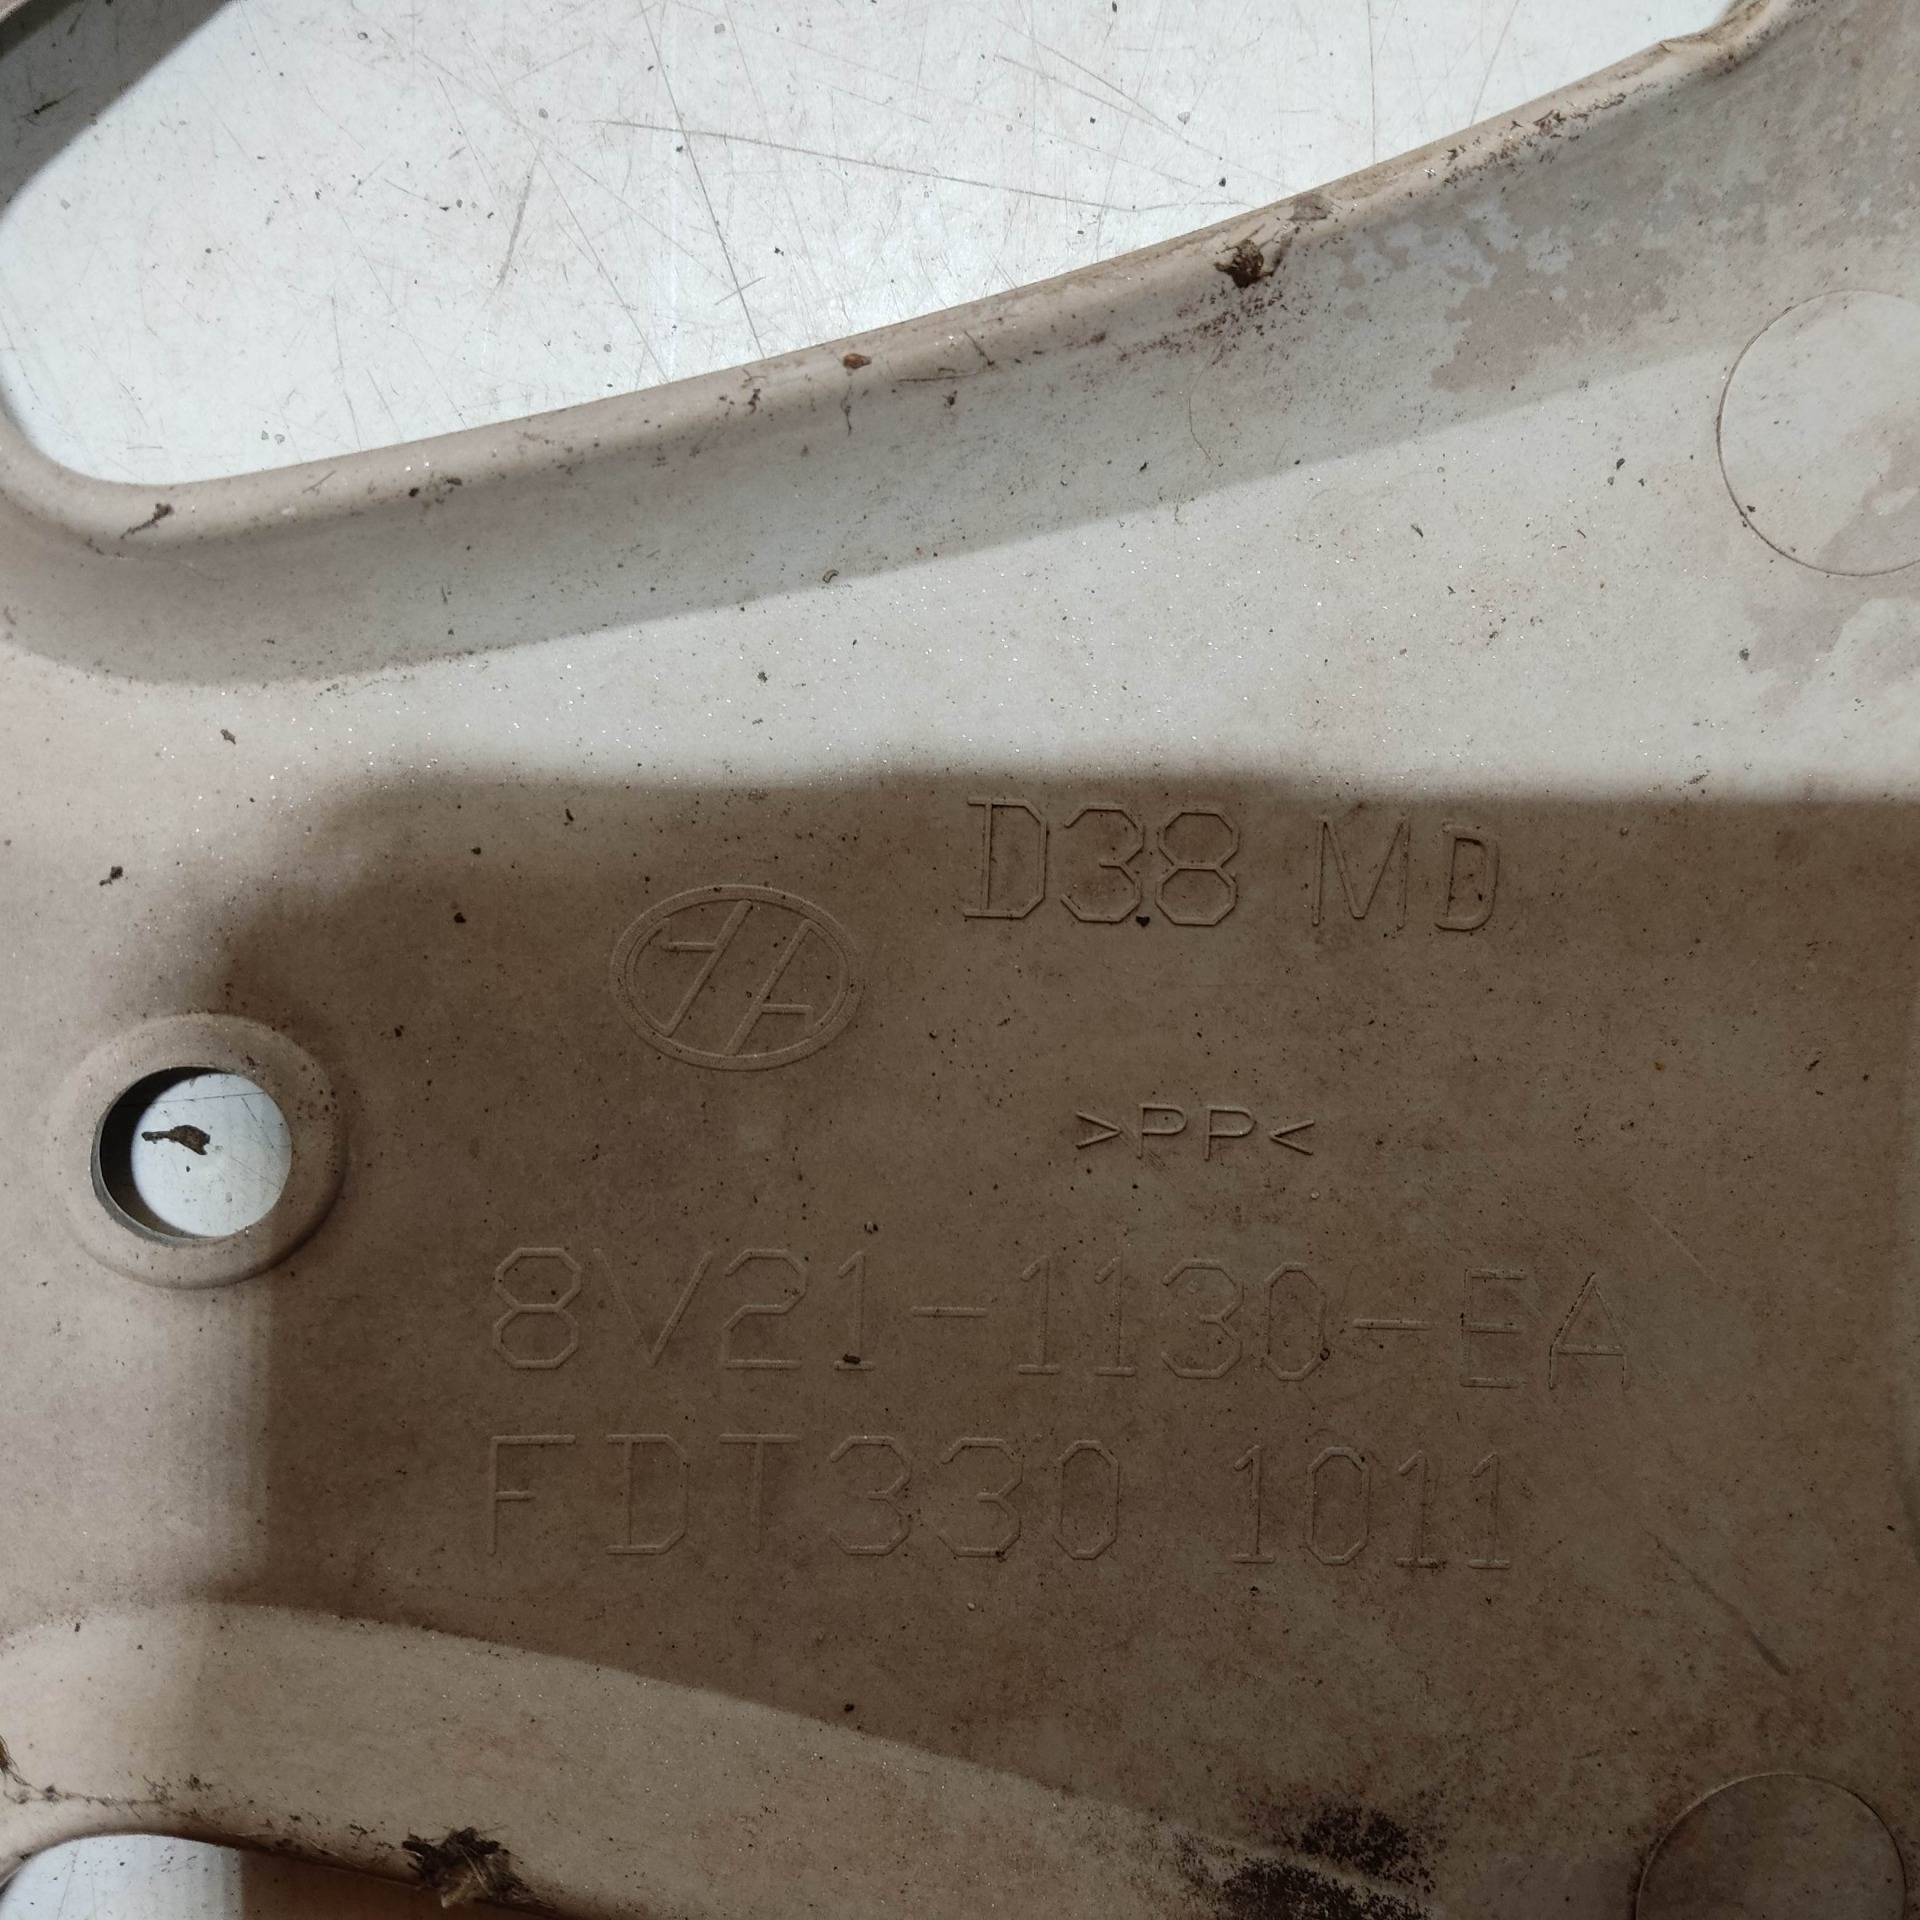 D38 MD
>PP<
8V21-1130-EA
FDT330 1011